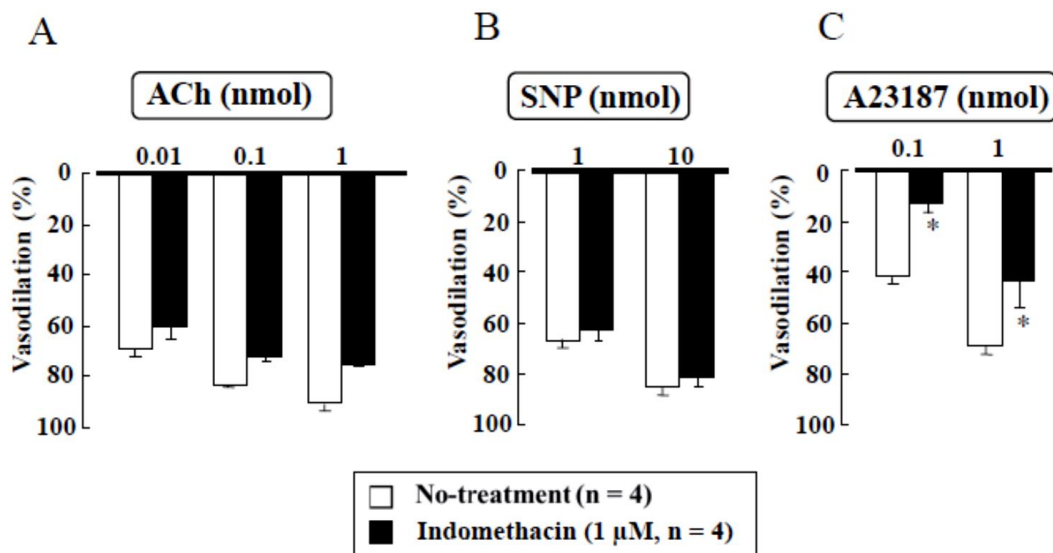 A
B
C
ACh (nmol)
SNP (nmol)
A23187 (nmol)
0.01 0.1 1
1 10
0.1 1
Vasodilation (%)
0
20
40
60
80
100
Vasodilation (%)
0
20
40
60
80
100
Vasodilation (%)
0
20
40
60
80
100
*
*
No-treatment (n = 4)
Indomethacin (1 μM, n = 4)